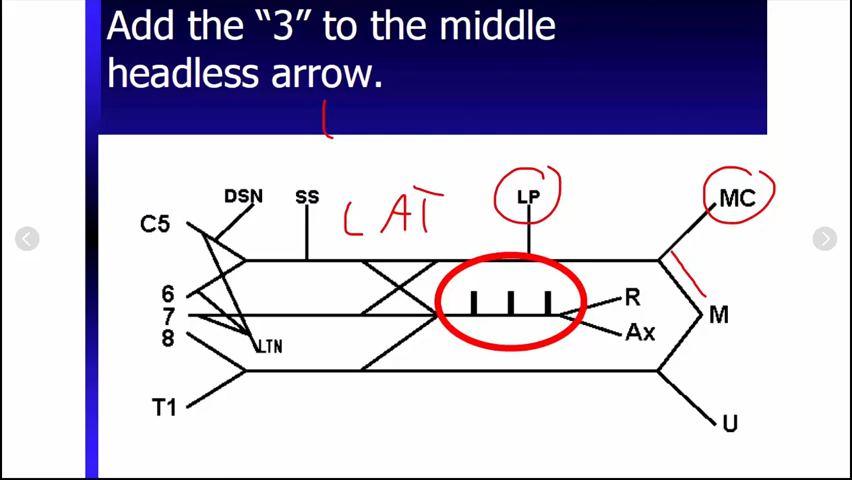 Add the “3” to the middle
headless arrow.
DSN SS LAT LP MC
C5
6
7
8
LTN
R
M
Ax
T1
U